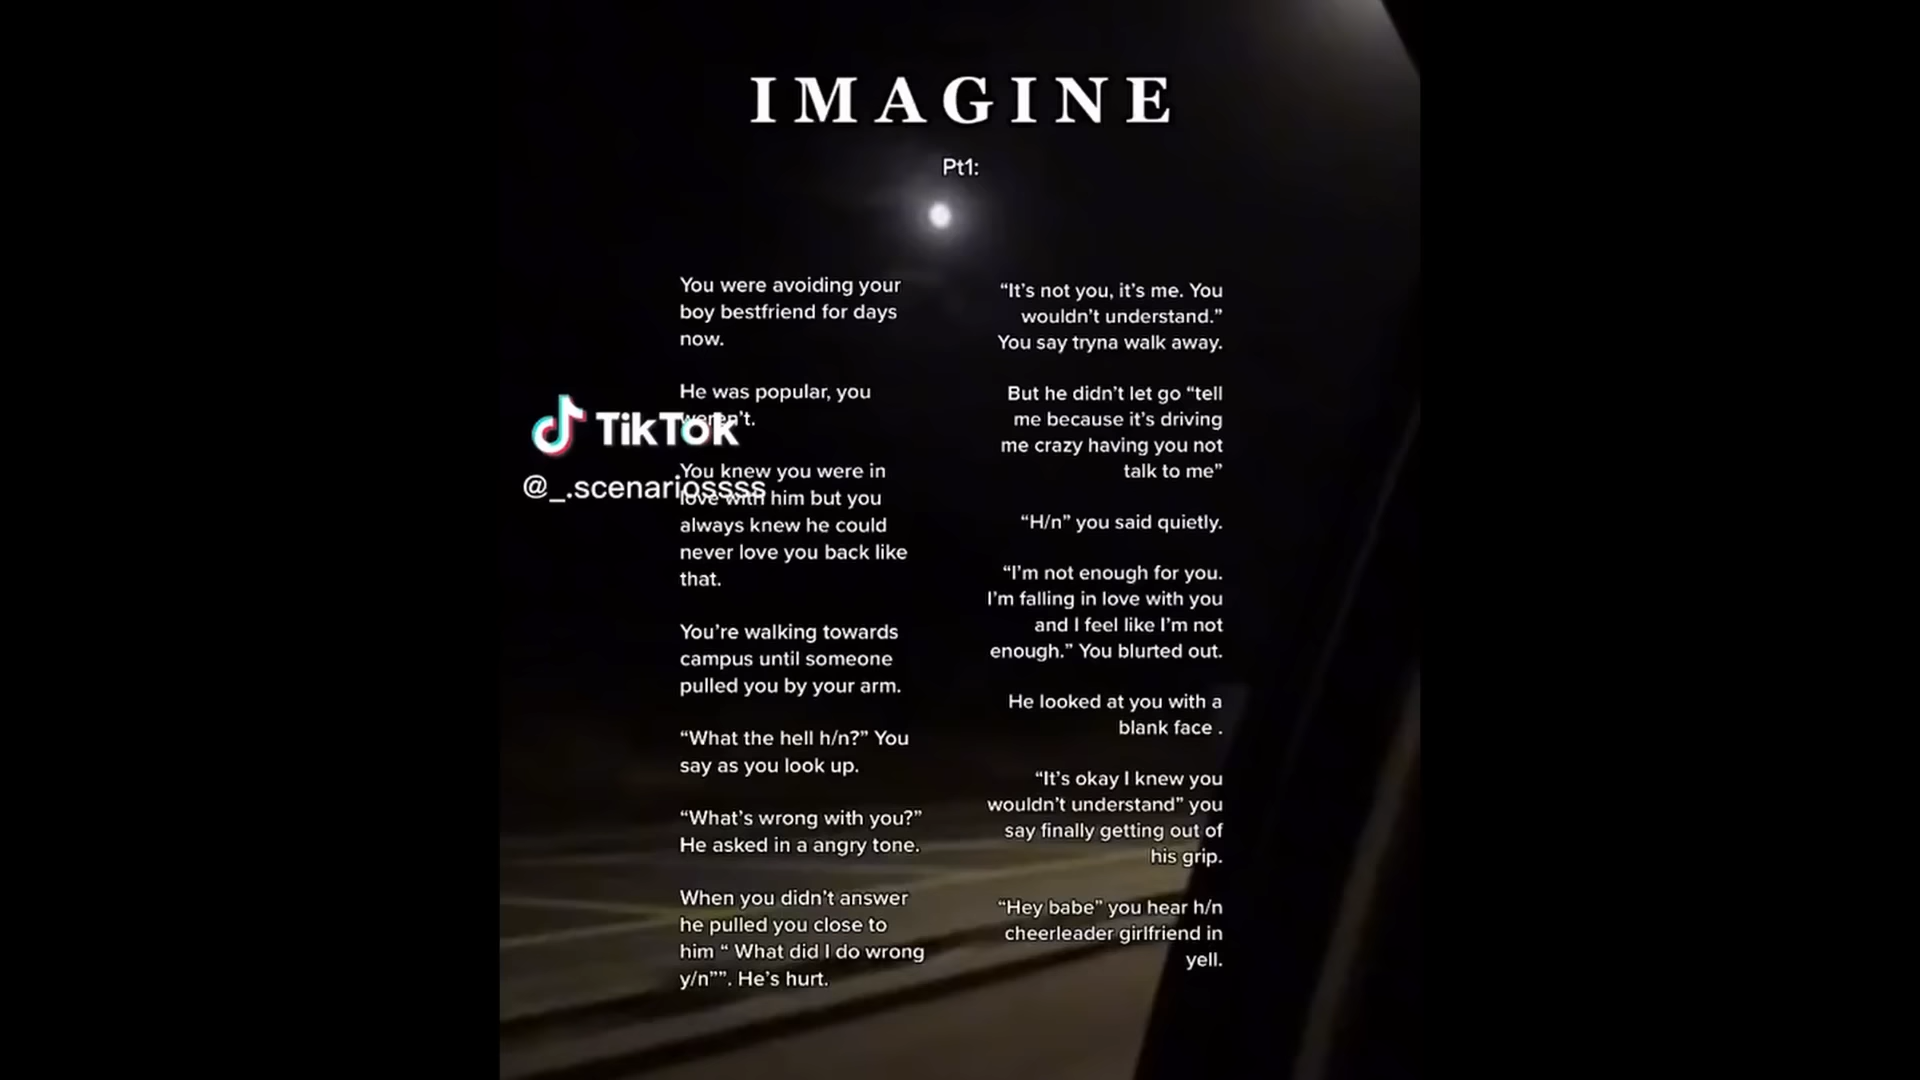 IMAGINE
Pt1:
You were avoiding your
boy bestfriend for days
now.
He was popular, you
weren't.
You knew you were in
love with him but you
always knew he could
never love you back like
that.
You're walking towards
campus until someone
pulled you by your arm.
“What the hell h/n?” You
say as you look up.
“What's wrong with you?”
He asked in a angry tone.
When you didn't answer
he pulled you close to
him “ What did I do wrong
y/n””. He's hurt.
“It's not you, it's me. You
wouldn't understand.”
You say tryna walk away.
But he didn't let go “tell
me because it's driving
me crazy having you not
talk to me”
“H/n” you said quietly.
“I'm not enough for you.
I'm falling in love with you
and I feel like I'm not
enough.” You blurted out.
He looked at you with a
blank face .
“It's okay I knew you
wouldn't understand” you
say finally getting out of
his grip.
“Hey babe” you hear h/n
cheerleader girlfriend in
yell.
TikTok
@_.scenariossss